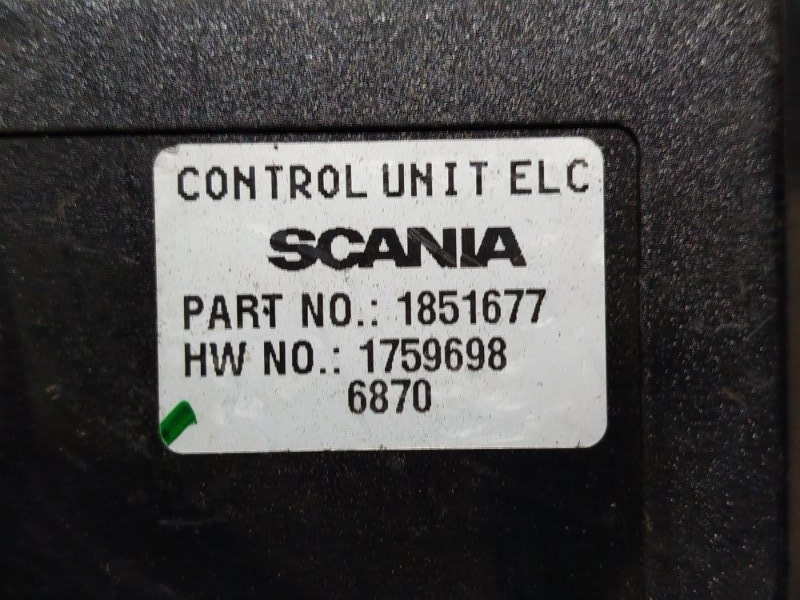 CONTROL UNIT ELC
SCANIA
PART NO.: 1851677
HW NO.: 1759698
6870